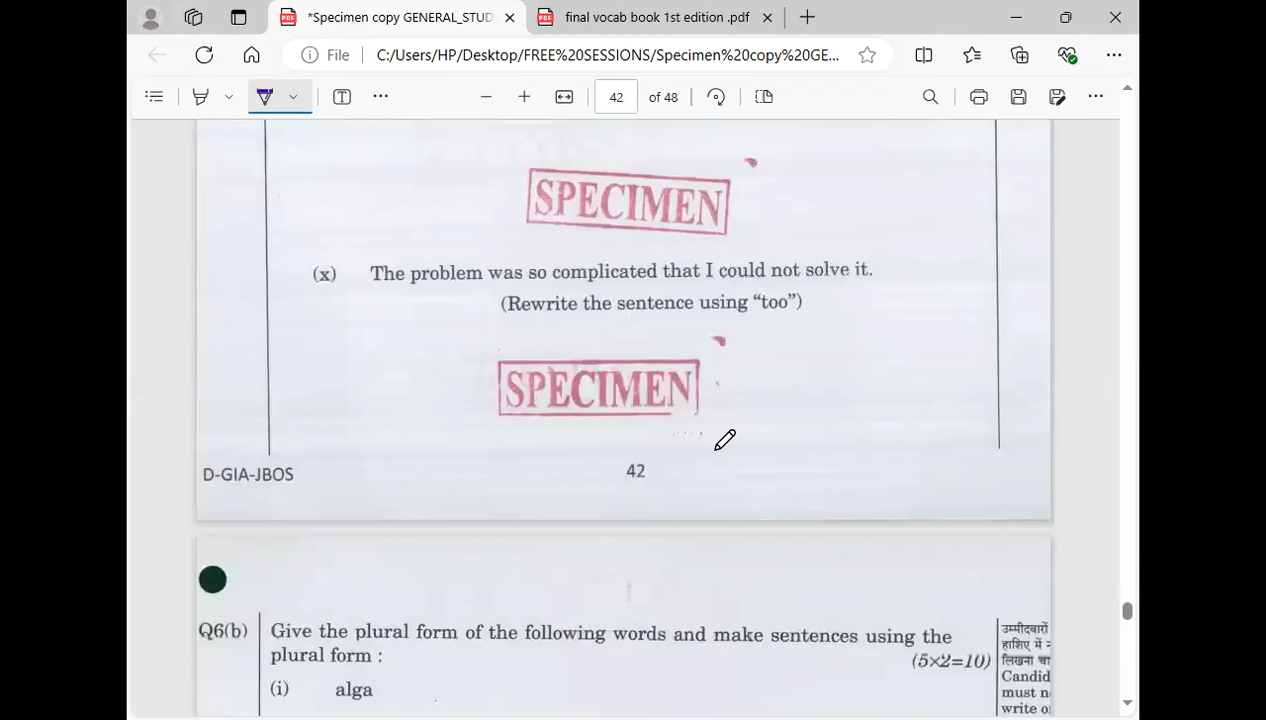 *Specimen copy GENERAL_STUD
final vocab book 1st edition .pdf
File
C:/Users/HP/Desktop/FREE%20SESSIONS/Specimen%20copy%20GE...
42
of 48
SPECIMEN
(x) The problem was so complicated that I could not solve it.
(Rewrite the sentence using “too”)
SPECIMEN
D-GIA-JBOS
42
Q6(b) Give the plural form of the following words and make sentences using the
plural form :
(5×2=10)
(i) alga
उम्मीदवारों
हाशिए में न
लिखना चा
Candid
must n
write o